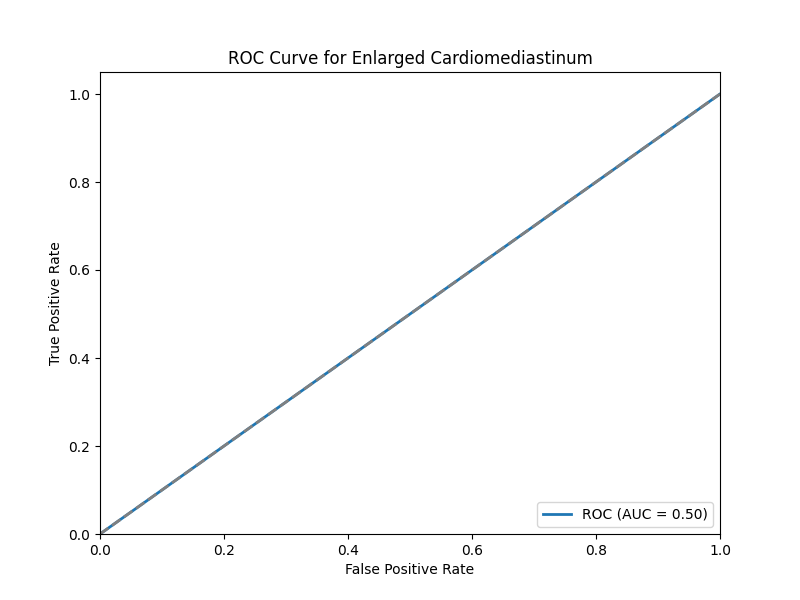 ROC Curve for Enlarged Cardiomediastinum
1.0
0.8
0.6
0.4
0.2
0.0
True Positive Rate
ROC (AUC = 0.50)
0.0 0.2 0.4 0.6 0.8 1.0
False Positive Rate